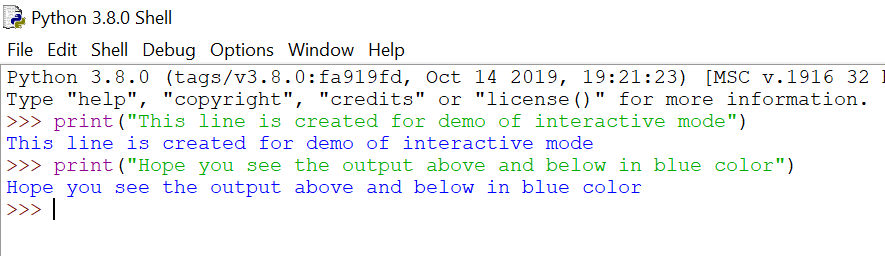 Python 3.8.0 Shell
File Edit Shell Debug Options Window Help
Python 3.8.0 (tags/v3.8.0:fa919fd, Oct 14 2019, 19:21:23) [MSC v.1916 32
Type "help", "copyright", "credits" or "license()" for more information.
>>> print("This line is created for demo of interactive mode")
This line is created for demo of interactive mode
>>> print("Hope you see the output above and below in blue color")
Hope you see the output above and below in blue color
>>>